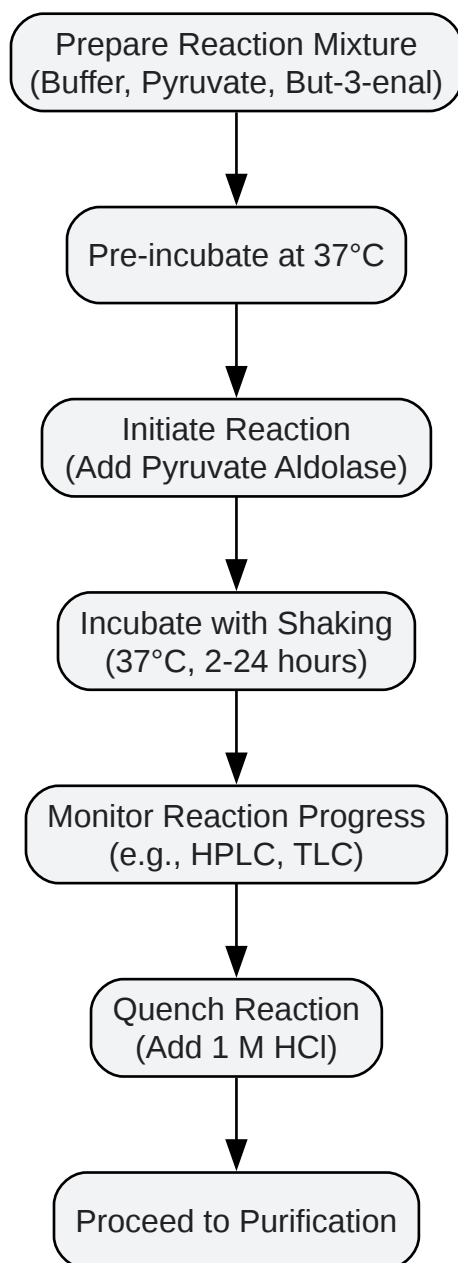 Prepare Reaction Mixture
(Buffer, Pyruvate, But-3-enal)
Pre-incubate at 37°C
Initiate Reaction
(Add Pyruvate Aldolase)
Incubate with Shaking
(37°C, 2-24 hours)
Monitor Reaction Progress
(e.g., HPLC, TLC)
Quench Reaction
(Add 1 M HCl)
Proceed to Purification